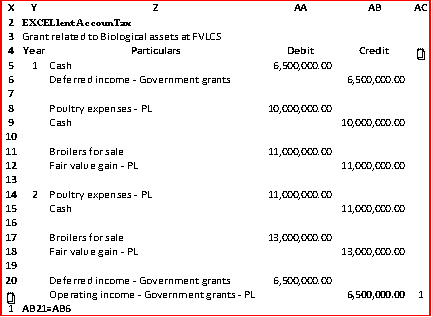 X Y Z AA AB AC
2 EXCELlentAccounTax
3 Grant related to Biological assets at FVLCS
4 Year Particulars Debit Credit
5 1 Cash 6,500,000.00
6 Deferred income - Government grants 6,500,000.00
7
8 Poultry expenses - PL 10,000,000.00
9 Cash 10,000,000.00
10
11 Broilers for sale 11,000,000.00
12 Fair value gain - PL 11,000,000.00
13
14 2 Poultry expenses - PL 11,000,000.00
15 Cash 11,000,000.00
16
17 Broilers for sale 13,000,000.00
18 Fair value gain - PL 13,000,000.00
19
20 Deferred income - Government grants 6,500,000.00
Operating income - Government grants - PL 6,500,000.00 1
1 AB21=AB6